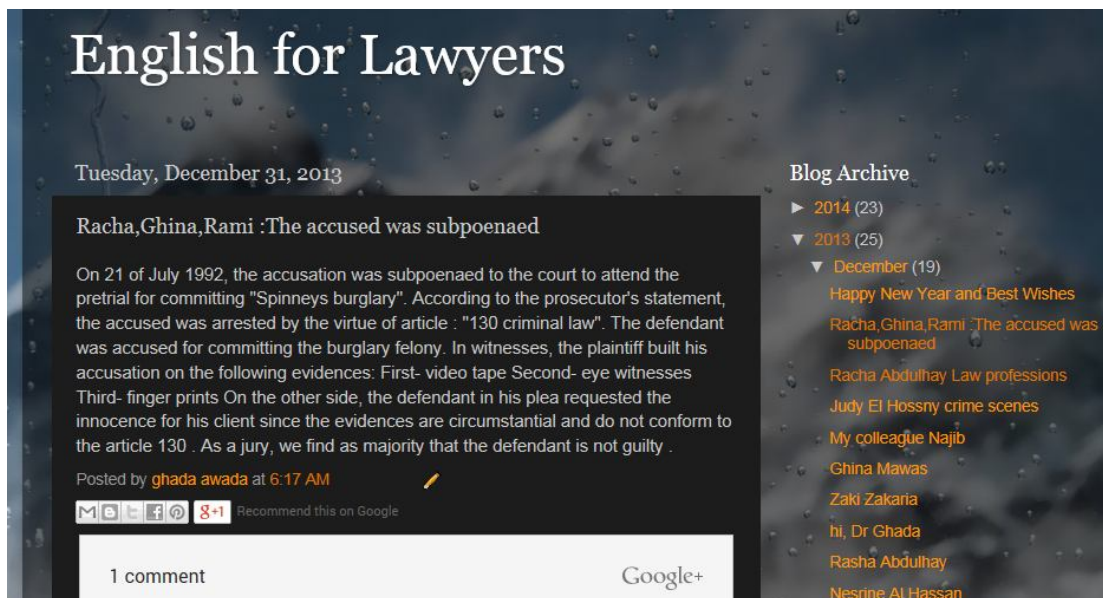 English for Lawyers
Tuesday, December 31, 2013
Racha,Ghina,Rami :The accused was subpoenaed
On 21 of July 1992, the accusation was subpoenaed to the court to attend the
pretrial for committing "Spinneys burglary". According to the prosecutor's statement,
the accused was arrested by the virtue of article : "130 criminal law". The defendant
was accused for committing the burglary felony. In witnesses, the plaintiff built his
accusation on the following evidences: First- video tape Second- eye witnesses
Third- finger prints On the other side, the defendant in his plea requested the
innocence for his client since the evidences are circumstantial and do not conform to
the article 130 . As a jury, we find as majority that the defendant is not guilty .
Posted by ghada awada at 6:17 AM
g+1 Recommend this on Google
1 comment
Google+
Blog Archive
► 2014 (23)
▼ 2013 (25)
▼ December (19)
Happy New Year and Best Wishes
Racha,Ghina,Rami :The accused was
subpoenaed
Racha Abdulhay Law professions
Judy El Hossny crime scenes
My colleague Najib
Ghina Mawas
Zaki Zakaria
hi, Dr Ghada
Rasha Abdulhay
Nesrine Al Hassan